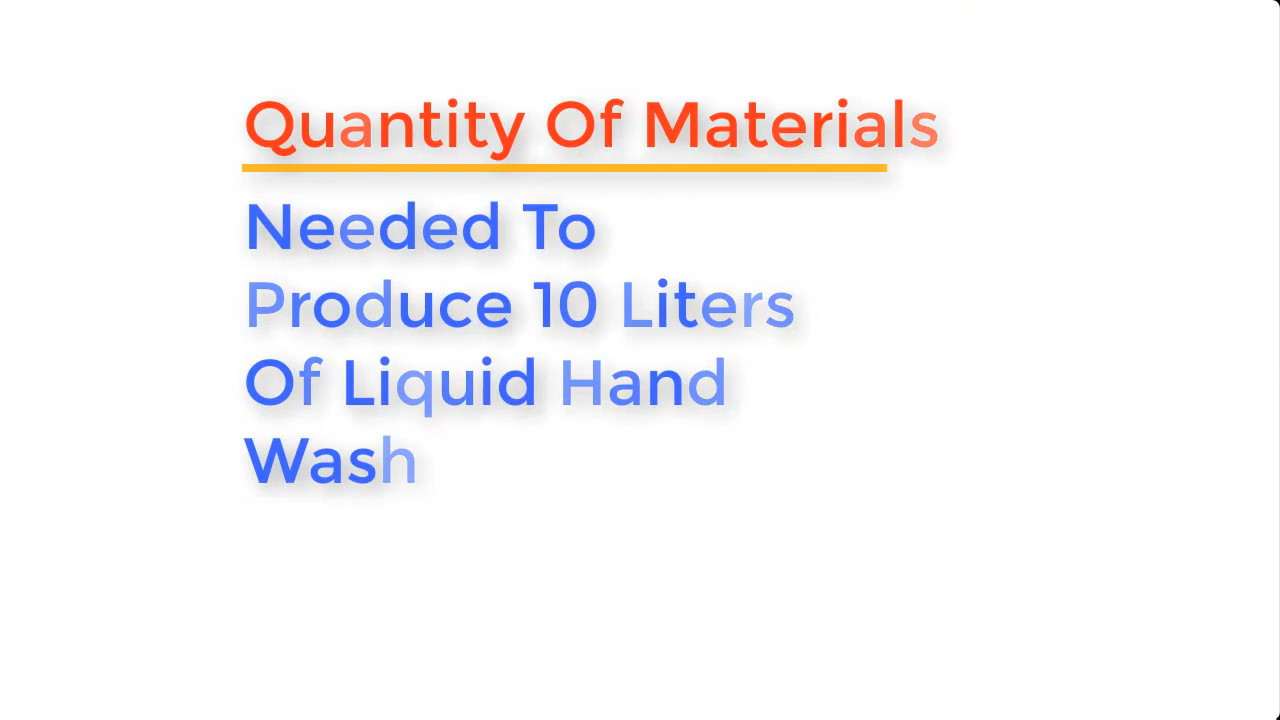 Quantity Of Materials
Needed To
Produce 10 Liters
Of Liquid Hand
Wash